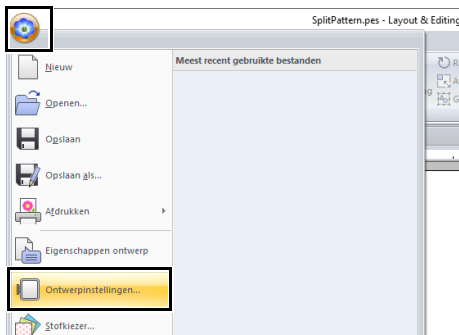 SplitPattern.pes - Layout & Editing
Nieuw
Meest recent gebruikte bestanden
Openen...
Opslaan
Opslaan als...
Afdrukken
Eigenschappen ontwerp
Ontwerpinstellingen...
Stofkiezer...